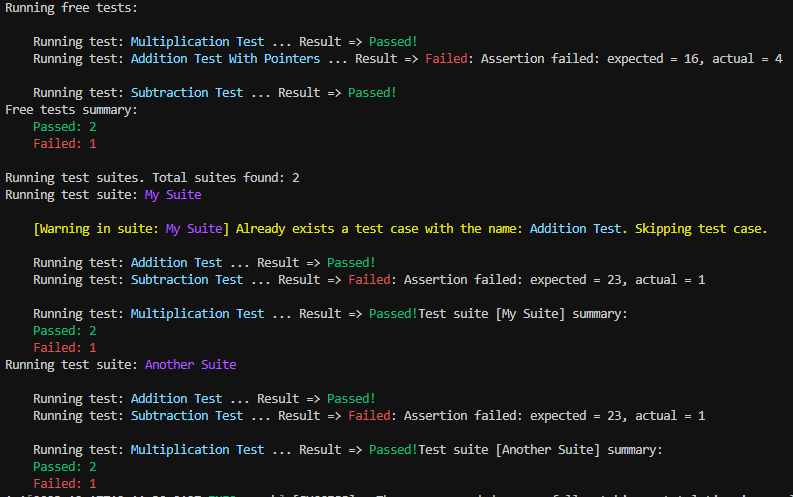 Running free tests:
Running test: Multiplication Test ... Result => Passed!
Running test: Addition Test With Pointers ... Result => Failed: Assertion failed: expected = 16, actual = 4
Running test: Subtraction Test ... Result => Passed!
Free tests summary:
Passed: 2
Failed: 1
Running test suites. Total suites found: 2
Running test suite: My Suite
[Warning in suite: My Suite] Already exists a test case with the name: Addition Test. Skipping test case.
Running test: Addition Test ... Result => Passed!
Running test: Subtraction Test ... Result => Failed: Assertion failed: expected = 23, actual = 1
Running test: Multiplication Test ... Result => Passed!Test suite [My Suite] summary:
Passed: 2
Failed: 1
Running test suite: Another Suite
Running test: Addition Test ... Result => Passed!
Running test: Subtraction Test ... Result => Failed: Assertion failed: expected = 23, actual = 1
Running test: Multiplication Test ... Result => Passed!Test suite [Another Suite] summary:
Passed: 2
Failed: 1